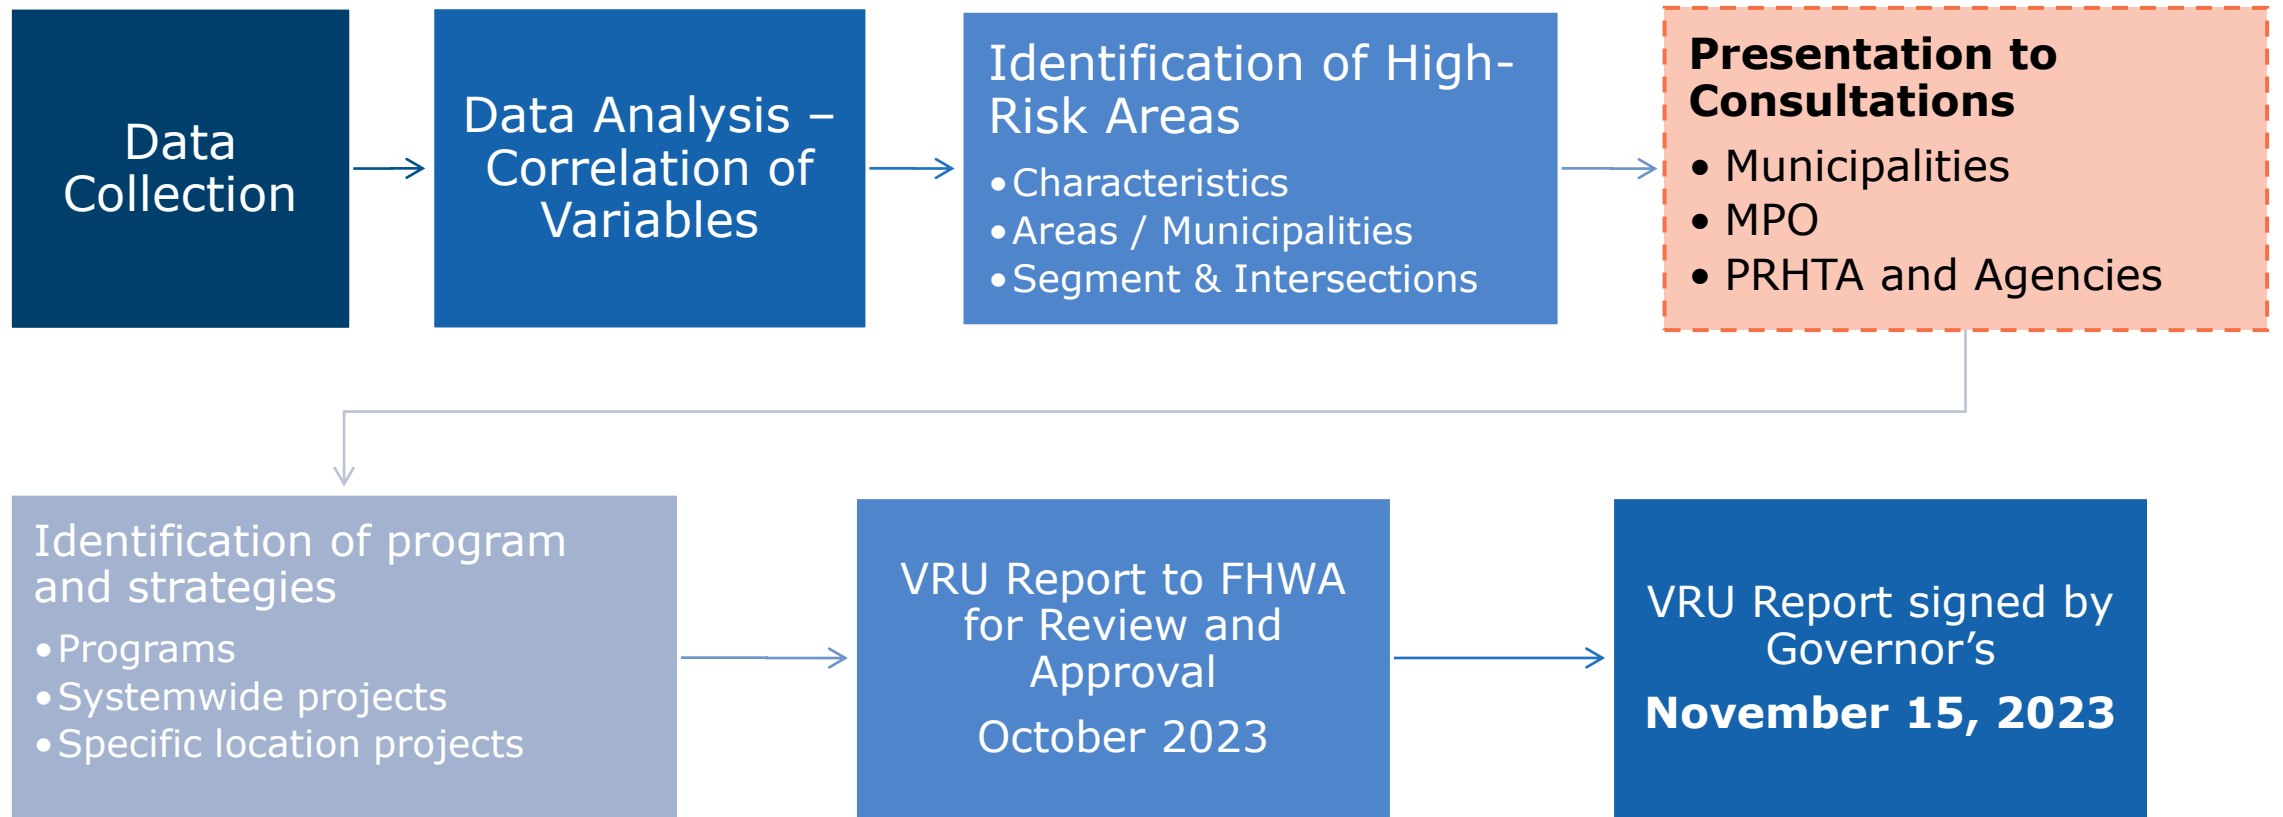 Data
Collection
Data Analysis –
Correlation of
Variables
Identification of High-
Risk Areas
•Characteristics
•Areas / Municipalities
•Segment & Intersections
Presentation to
Consultations
• Municipalities
• MPO
• PRHTA and Agencies
Identification of program
and strategies
•Programs
•Systemwide projects
•Specific location projects
VRU Report to FHWA
for Review and
Approval
October 2023
VRU Report signed by
Governor’s
November 15, 2023